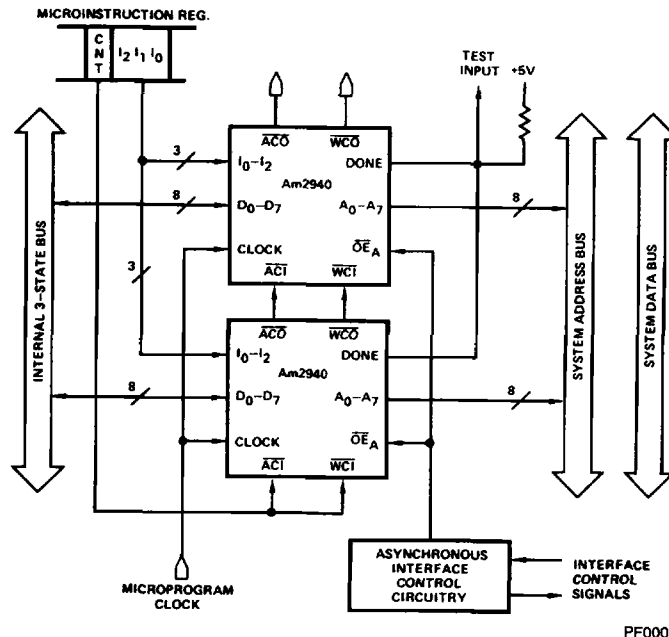 MICROINSTRUCTION REG.
CNT
I2 I1 I0
TEST INPUT
+5V
INTERNAL 3-STATE BUS
SYSTEM ADDRESS BUS
SYSTEM DATA BUS
ACO
WCO
3
I0–I2
DONE
Am2940
8
D0–D7
A0–A7
8
CLOCK
OEA
ACI
WCI
3
ACO
WCO
I0–I2
DONE
Am2940
8
D0–D7
A0–A7
8
CLOCK
OEA
ACI
WCI
MICROPROGRAM CLOCK
ASYNCHRONOUS
INTERFACE
CONTROL
CIRCUITRY
INTERFACE
CONTROL
SIGNALS
PF000